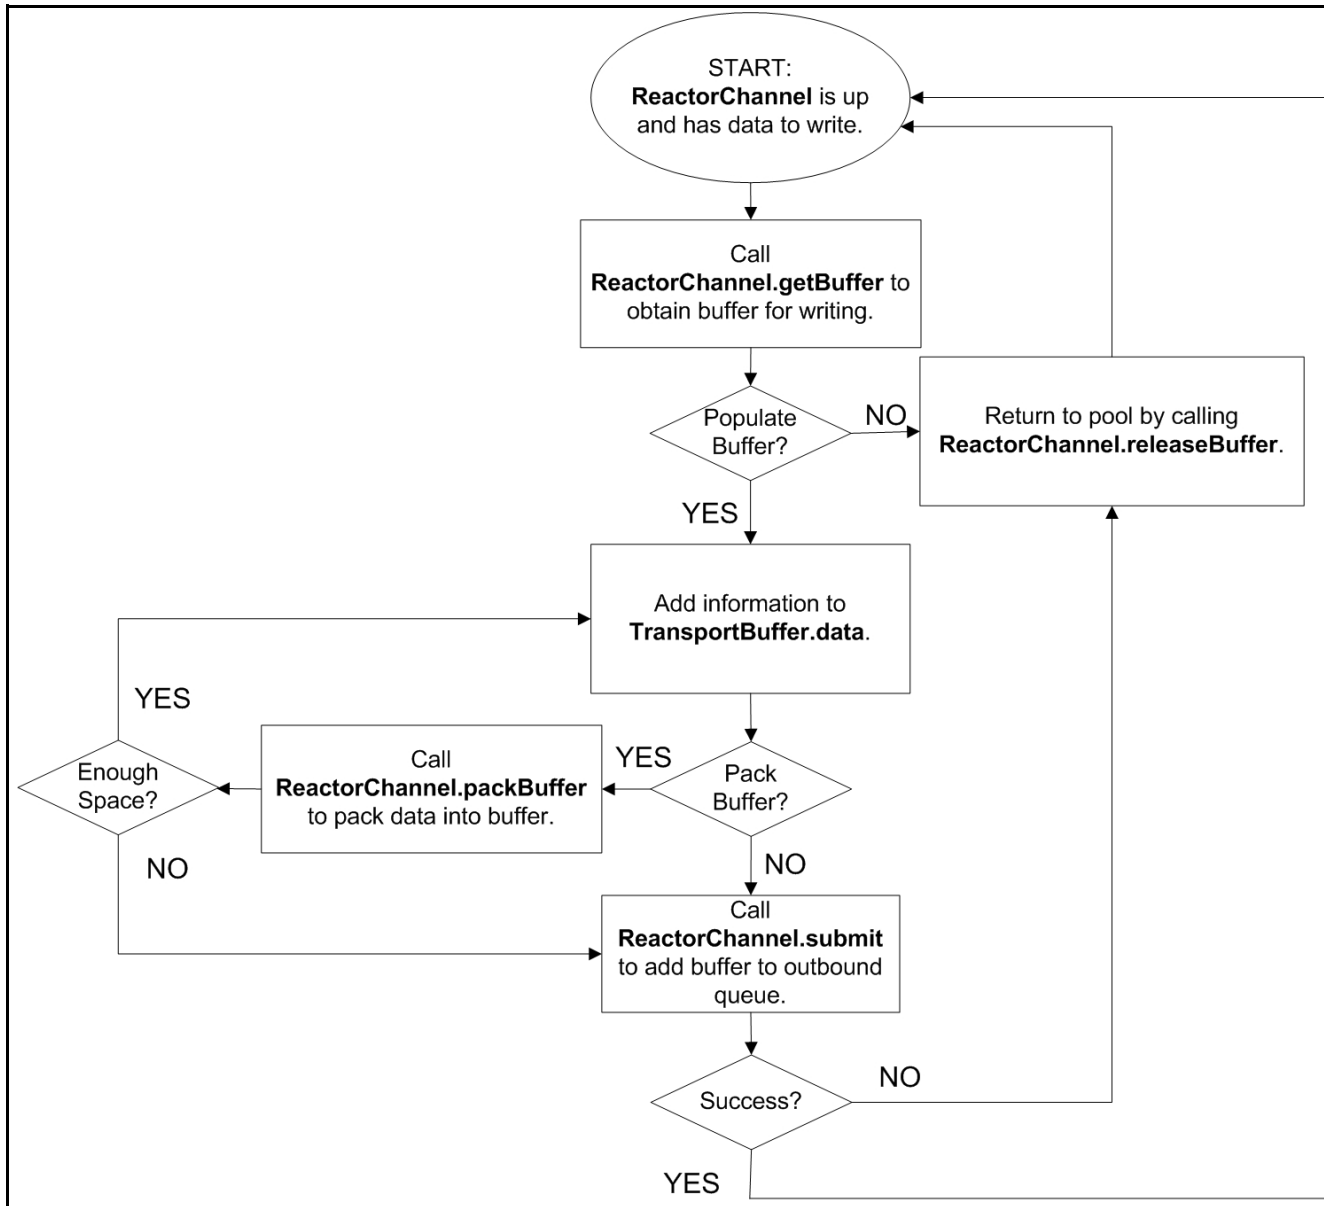 START:
ReactorChannel is up
and has data to write.
Call
ReactorChannel.getBuffer to
obtain buffer for writing.
Populate
Buffer?
NO
Return to pool by calling
ReactorChannel.releaseBuffer.
YES
Add information to
TransportBuffer.data.
YES
Enough
Space?
Call
ReactorChannel.packBuffer
to pack data into buffer.
YES
Pack
Buffer?
NO
NO
Call
ReactorChannel.submit
to add buffer to outbound
queue.
Success?
NO
YES